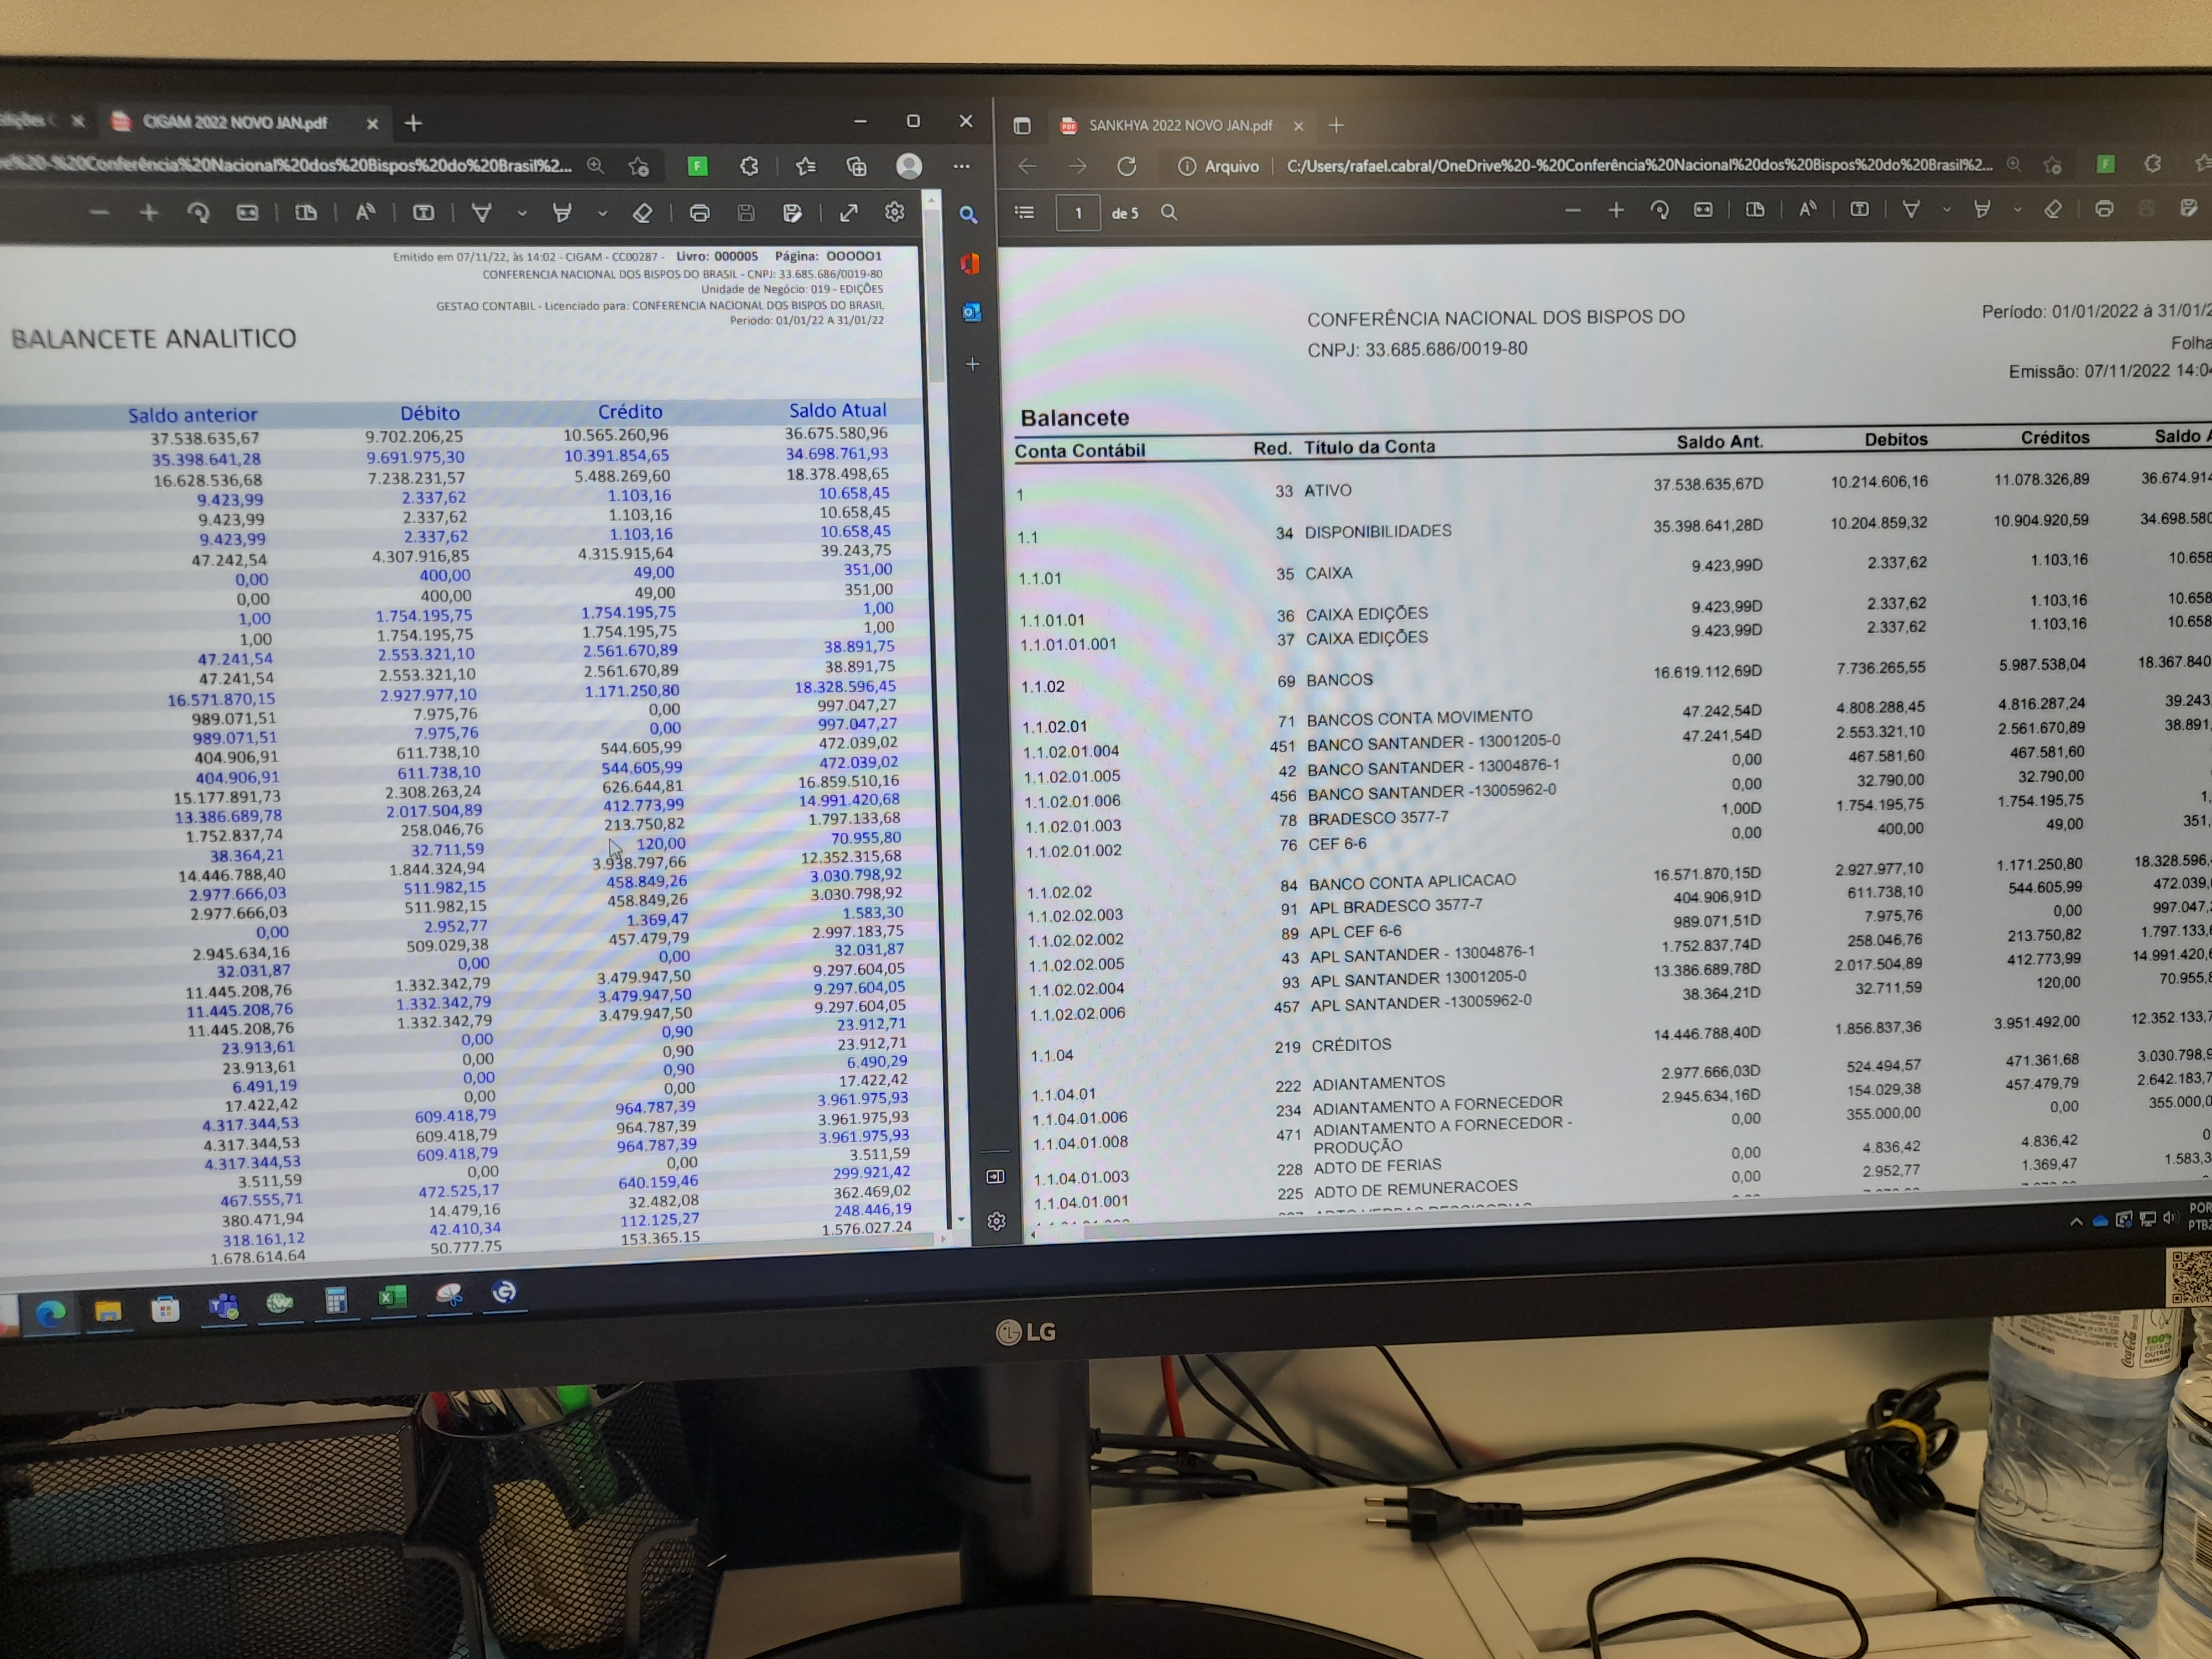 CIGAM 2022 NOVO JAN.pdf
e%20-%20Conferência%20Nacional%20dos%20Bispos%20do%20Brasil%2...
Emitido em 07/11/22, às 14:02 - CIGAM - CC00287 - Livro: 000005 Página: 000001
CONFERENCIA NACIONAL DOS BISPOS DO BRASIL - CNPJ: 33.685.686/0019-80
Unidade de Negócio: 019 - EDIÇÕES
GESTAO CONTABIL - Licenciado para: CONFERENCIA NACIONAL DOS BISPOS DO BRASIL
Periodo: 01/01/22 A 31/01/22
BALANCETE ANALITICO
Saldo anterior Débito Crédito Saldo Atual
37.538.635,67 9.702.206,25 10.565.260,96 36.675.580,96
35.398.641,28 9.691.975,30 10.391.854,65 34.698.761,93
16.628.536,68 7.238.231,57 5.488.269,60 18.378.498,65
9.423,99 2.337,62 1.103,16 10.658,45
9.423,99 2.337,62 1.103,16 10.658,45
9.423,99 2.337,62 1.103,16 10.658,45
47.242,54 4.307.916,85 4.315.915,64 39.243,75
0,00 400,00 49,00 351,00
0,00 400,00 49,00 351,00
1,00 1.754.195,75 1.754.195,75 1,00
1,00 1.754.195,75 1.754.195,75 1,00
47.241,54 2.553.321,10 2.561.670,89 38.891,75
47.241,54 2.553.321,10 2.561.670,89 38.891,75
16.571.870,15 2.927.977,10 1.171.250,80 18.328.596,45
989.071,51 7.975,76 0,00 997.047,27
989.071,51 7.975,76 0,00 997.047,27
404.906,91 611.738,10 544.605,99 472.039,02
404.906,91 611.738,10 544.605,99 472.039,02
15.177.891,73 2.308.263,24 626.644,81 16.859.510,16
13.386.689,78 2.017.504,89 412.773,99 14.991.420,68
1.752.837,74 258.046,76 213.750,82 1.797.133,68
38.364,21 32.711,59 120,00 70.955,80
14.446.788,40 1.844.324,94 3.938.797,66 12.352.315,68
2.977.666,03 511.982,15 458.849,26 3.030.798,92
2.977.666,03 511.982,15 458.849,26 3.030.798,92
0,00 2.952,77 1.369,47 1.583,30
2.945.634,16 509.029,38 457.479,79 2.997.183,75
32.031,87 0,00 0,00 32.031,87
11.445.208,76 1.332.342,79 3.479.947,50 9.297.604,05
11.445.208,76 1.332.342,79 3.479.947,50 9.297.604,05
11.445.208,76 1.332.342,79 3.479.947,50 9.297.604,05
23.913,61 0,00 0,90 23.912,71
23.913,61 0,00 0,90 23.912,71
6.491,19 0,00 0,90 6.490,29
17.422,42 0,00 0,00 17.422,42
4.317.344,53 609.418,79 964.787,39 3.961.975,93
4.317.344,53 609.418,79 964.787,39 3.961.975,93
4.317.344,53 609.418,79 964.787,39 3.961.975,93
3.511,59 0,00 0,00 3.511,59
467.555,71 472.525,17 640.159,46 299.921,42
380.471,94 14.479,16 32.482,08 362.469,02
318.161,12 42.410,34 112.125,27 248.446,19
1.678.614,64 50.777,75 153.365,15 1.576.027,24
SANKHYA 2022 NOVO JAN.pdf
Arquivo C:/Users/rafael.cabral/OneDrive%20-%20Conferência%20Nacional%20dos%20Bispos%20do%20Brasil%2...
1 de 5
CONFERÊNCIA NACIONAL DOS BISPOS DO
CNPJ: 33.685.686/0019-80
Período: 01/01/2022 à 31/01/2
Folha
Emissão: 07/11/2022 14:04
Balancete
Conta Contábil Red. Título da Conta Saldo Ant. Debitos Créditos Saldo A
1 33 ATIVO 37.538.635,67D 10.214.606,16 11.078.326,89 36.674.914
1.1 34 DISPONIBILIDADES 35.398.641,28D 10.204.859,32 10.904.920,59 34.698.580
1.1.01 35 CAIXA 9.423,99D 2.337,62 1.103,16 10.658
1.1.01.01 36 CAIXA EDIÇÕES 9.423,99D 2.337,62 1.103,16 10.658
1.1.01.01.001 37 CAIXA EDIÇÕES 9.423,99D 2.337,62 1.103,16 10.658
1.1.02 69 BANCOS 16.619.112,69D 7.736.265,55 5.987.538,04 18.367.840
1.1.02.01 71 BANCOS CONTA MOVIMENTO 47.242,54D 4.808.288,45 4.816.287,24 39.243,
1.1.02.01.004 451 BANCO SANTANDER - 13001205-0 47.241,54D 2.553.321,10 2.561.670,89 38.891,
1.1.02.01.005 42 BANCO SANTANDER - 13004876-1 0,00 467.581,60 467.581,60
1.1.02.01.006 456 BANCO SANTANDER -13005962-0 0,00 32.790,00 32.790,00
1.1.02.01.003 78 BRADESCO 3577-7 1,00D 1.754.195,75 1.754.195,75 1,
1.1.02.01.002 76 CEF 6-6 0,00 400,00 49,00 351,
1.1.02.02 84 BANCO CONTA APLICACAO 16.571.870,15D 2.927.977,10 1.171.250,80 18.328.596,
1.1.02.02.003 91 APL BRADESCO 3577-7 404.906,91D 611.738,10 544.605,99 472.039,
1.1.02.02.002 89 APL CEF 6-6 989.071,51D 7.975,76 0,00 997.047,
1.1.02.02.005 43 APL SANTANDER - 13004876-1 1.752.837,74D 258.046,76 213.750,82 1.797.133,
1.1.02.02.004 93 APL SANTANDER 13001205-0 13.386.689,78D 2.017.504,89 412.773,99 14.991.420,
1.1.02.02.006 457 APL SANTANDER -13005962-0 38.364,21D 32.711,59 120,00 70.955,8
1.1.04 219 CRÉDITOS 14.446.788,40D 1.856.837,36 3.951.492,00 12.352.133,7
1.1.04.01 222 ADIANTAMENTOS 2.977.666,03D 524.494,57 471.361,68 3.030.798,9
1.1.04.01.006 234 ADIANTAMENTO A FORNECEDOR 2.945.634,16D 154.029,38 457.479,79 2.642.183,7
1.1.04.01.008 471 ADIANTAMENTO A FORNECEDOR - 0,00 355.000,00 0,00 355.000,0
PRODUÇÃO
1.1.04.01.003 228 ADTO DE FERIAS 0,00 4.836,42 4.836,42 0
1.1.04.01.001 225 ADTO DE REMUNERACOES 0,00 2.952,77 1.369,47 1.583,3
POR
PTB2
LG
Coca-Cola
100%
FEITA DE
OUTRAS
GARRAFAS